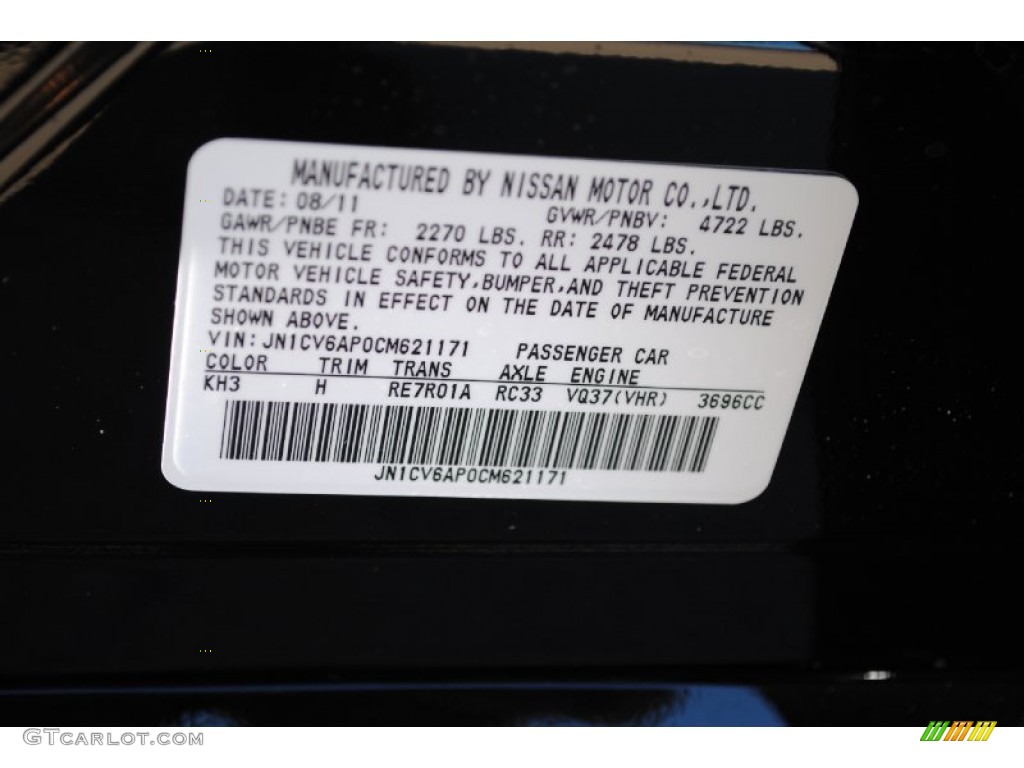 MANUFACTURED BY NISSAN MOTOR CO.,LTD.
DATE: 08/11 GVWR/PNBV: 4722 LBS.
GAWR/PNBE FR: 2270 LBS. RR: 2478 LBS.
THIS VEHICLE CONFORMS TO ALL APPLICABLE FEDERAL
MOTOR VEHICLE SAFETY,BUMPER,AND THEFT PREVENTION
STANDARDS IN EFFECT ON THE DATE OF MANUFACTURE
SHOWN ABOVE.
VIN: JN1CV6AP0CM621171 PASSENGER CAR
COLOR TRIM TRANS AXLE ENGINE
KH3 H RE7R01A RC33 VQ37(VHR) 3696CC
JN1CV6AP0CM621171
GTCARLOT.COM